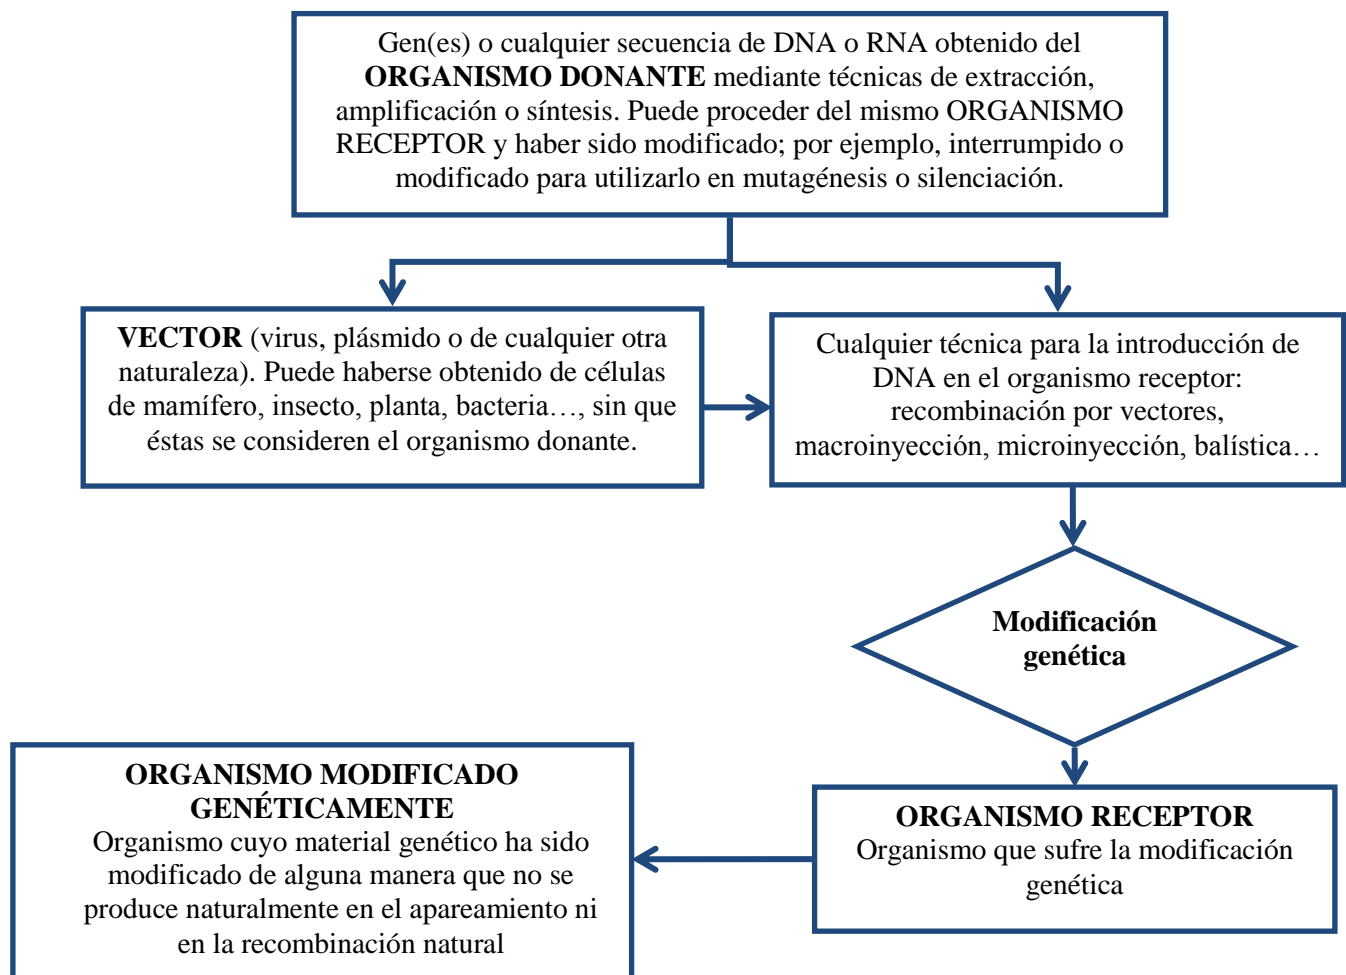 Gen(es) o cualquier secuencia de DNA o RNA obtenido del
ORGANISMO DONANTE mediante técnicas de extracción,
amplificación o síntesis. Puede proceder del mismo ORGANISMO
RECEPTOR y haber sido modificado; por ejemplo, interrumpido o
modificado para utilizarlo en mutagénesis o silenciación.
VECTOR (virus, plásmido o de cualquier otra
naturaleza). Puede haberse obtenido de células
de mamífero, insecto, planta, bacteria…, sin que
éstas se consideren el organismo donante.
Cualquier técnica para la introducción de
DNA en el organismo receptor:
recombinación por vectores,
macroinyección, microinyección, balística…
Modificación
genética
ORGANISMO RECEPTOR
Organismo que sufre la modificación
genética
ORGANISMO MODIFICADO
GENÉTICAMENTE
Organismo cuyo material genético ha sido
modificado de alguna manera que no se
produce naturalmente en el apareamiento ni
en la recombinación natural